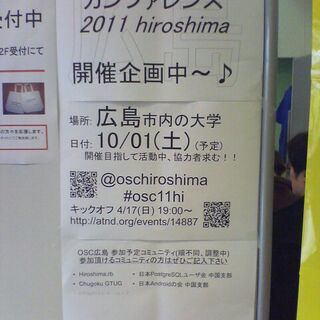 カンファレンス
2011 hiroshima
受付中
2F受付にて
開催企画中～♪
場所: 広島市内の大学
日付: 10/01(土) (予定)
開催目指して活動中、協力者求む！！
@oschiroshima
#osc11hi
キックオフ 4/17(日) 19:00～
http://atnd.org/events/14887
OSC広島 参加予定コミュニティ(順不同、調整中)
参加頂けるコミュニティの方はぜひご記入下さい
・ Hiroshima.rb
・ 日本PostgreSQLユーザ会 中国支部
・ Chugoku GTUG
・ 日本Androidの会 中国支部